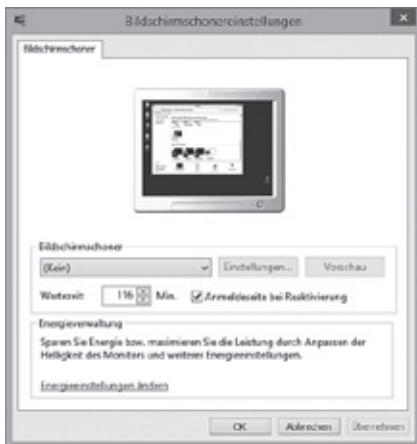 Bildschirmschonereinstellungen
Bildschirmschoner
Bildschirmschoner
(Kein)
Einstellungen... Vorschau
Wartezeit: 116 Min. Anmeldeseite bei Reaktivierung
Energieverwaltung
Sparen Sie Energie bzw. maximieren Sie die Leistung durch Anpassen der
Helligkeit des Monitors und weiterer Energieeinstellungen.
Energieeinstellungen ändern
OK Abbrechen Übernehmen